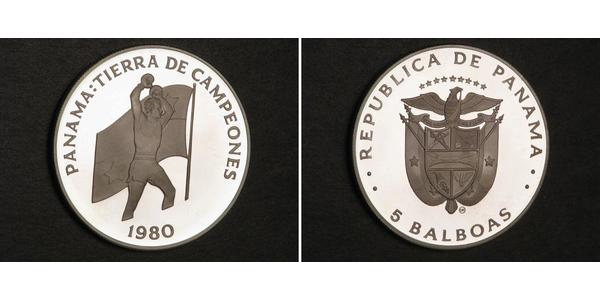 PANAMA: TIERRA DE CAMPEONES
1980
REPUBLICA DE PANAMA
5 BALBOAS